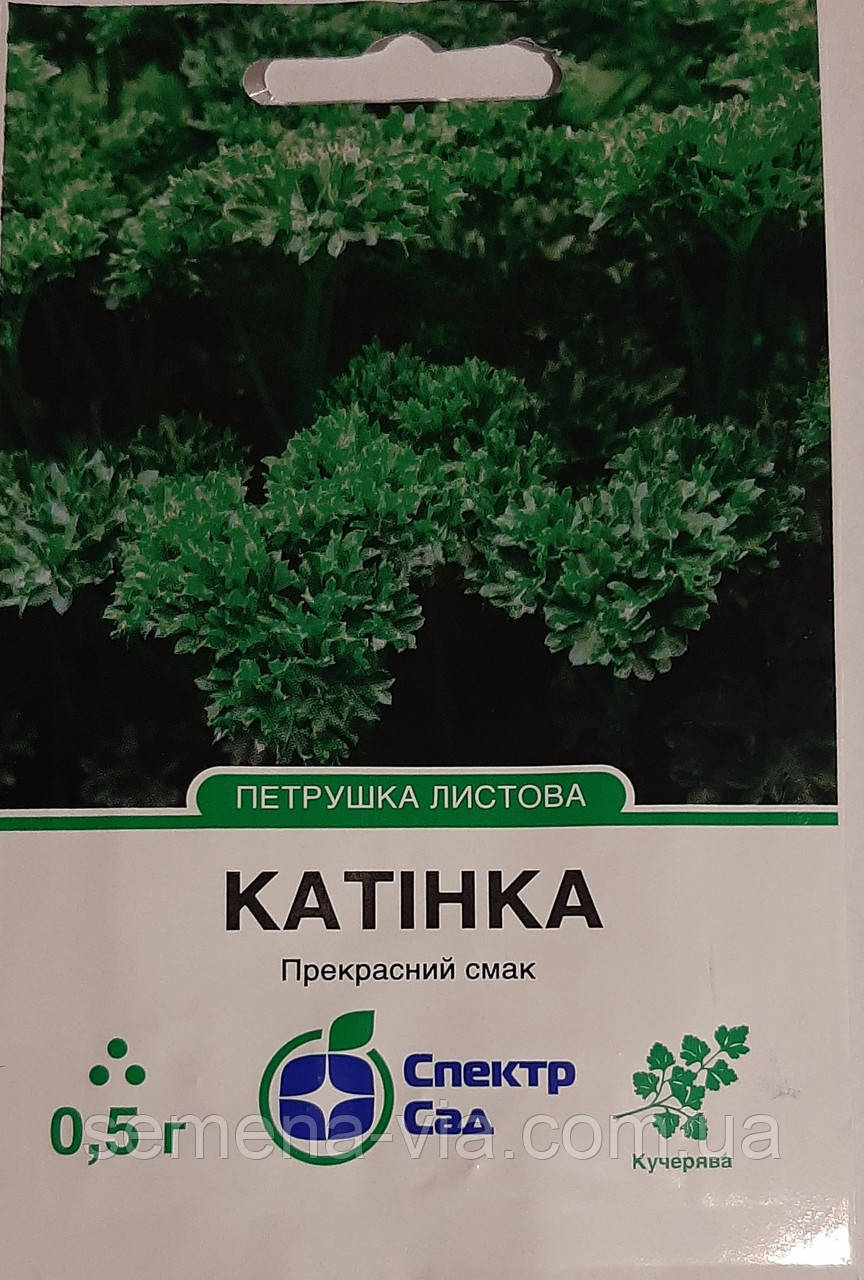 ПЕТРУШКА ЛИСТОВА
КАТІНКА
Прекрасний смак
Спектр
Сад
0,5 г
Кучерява
semena-via.com.ua